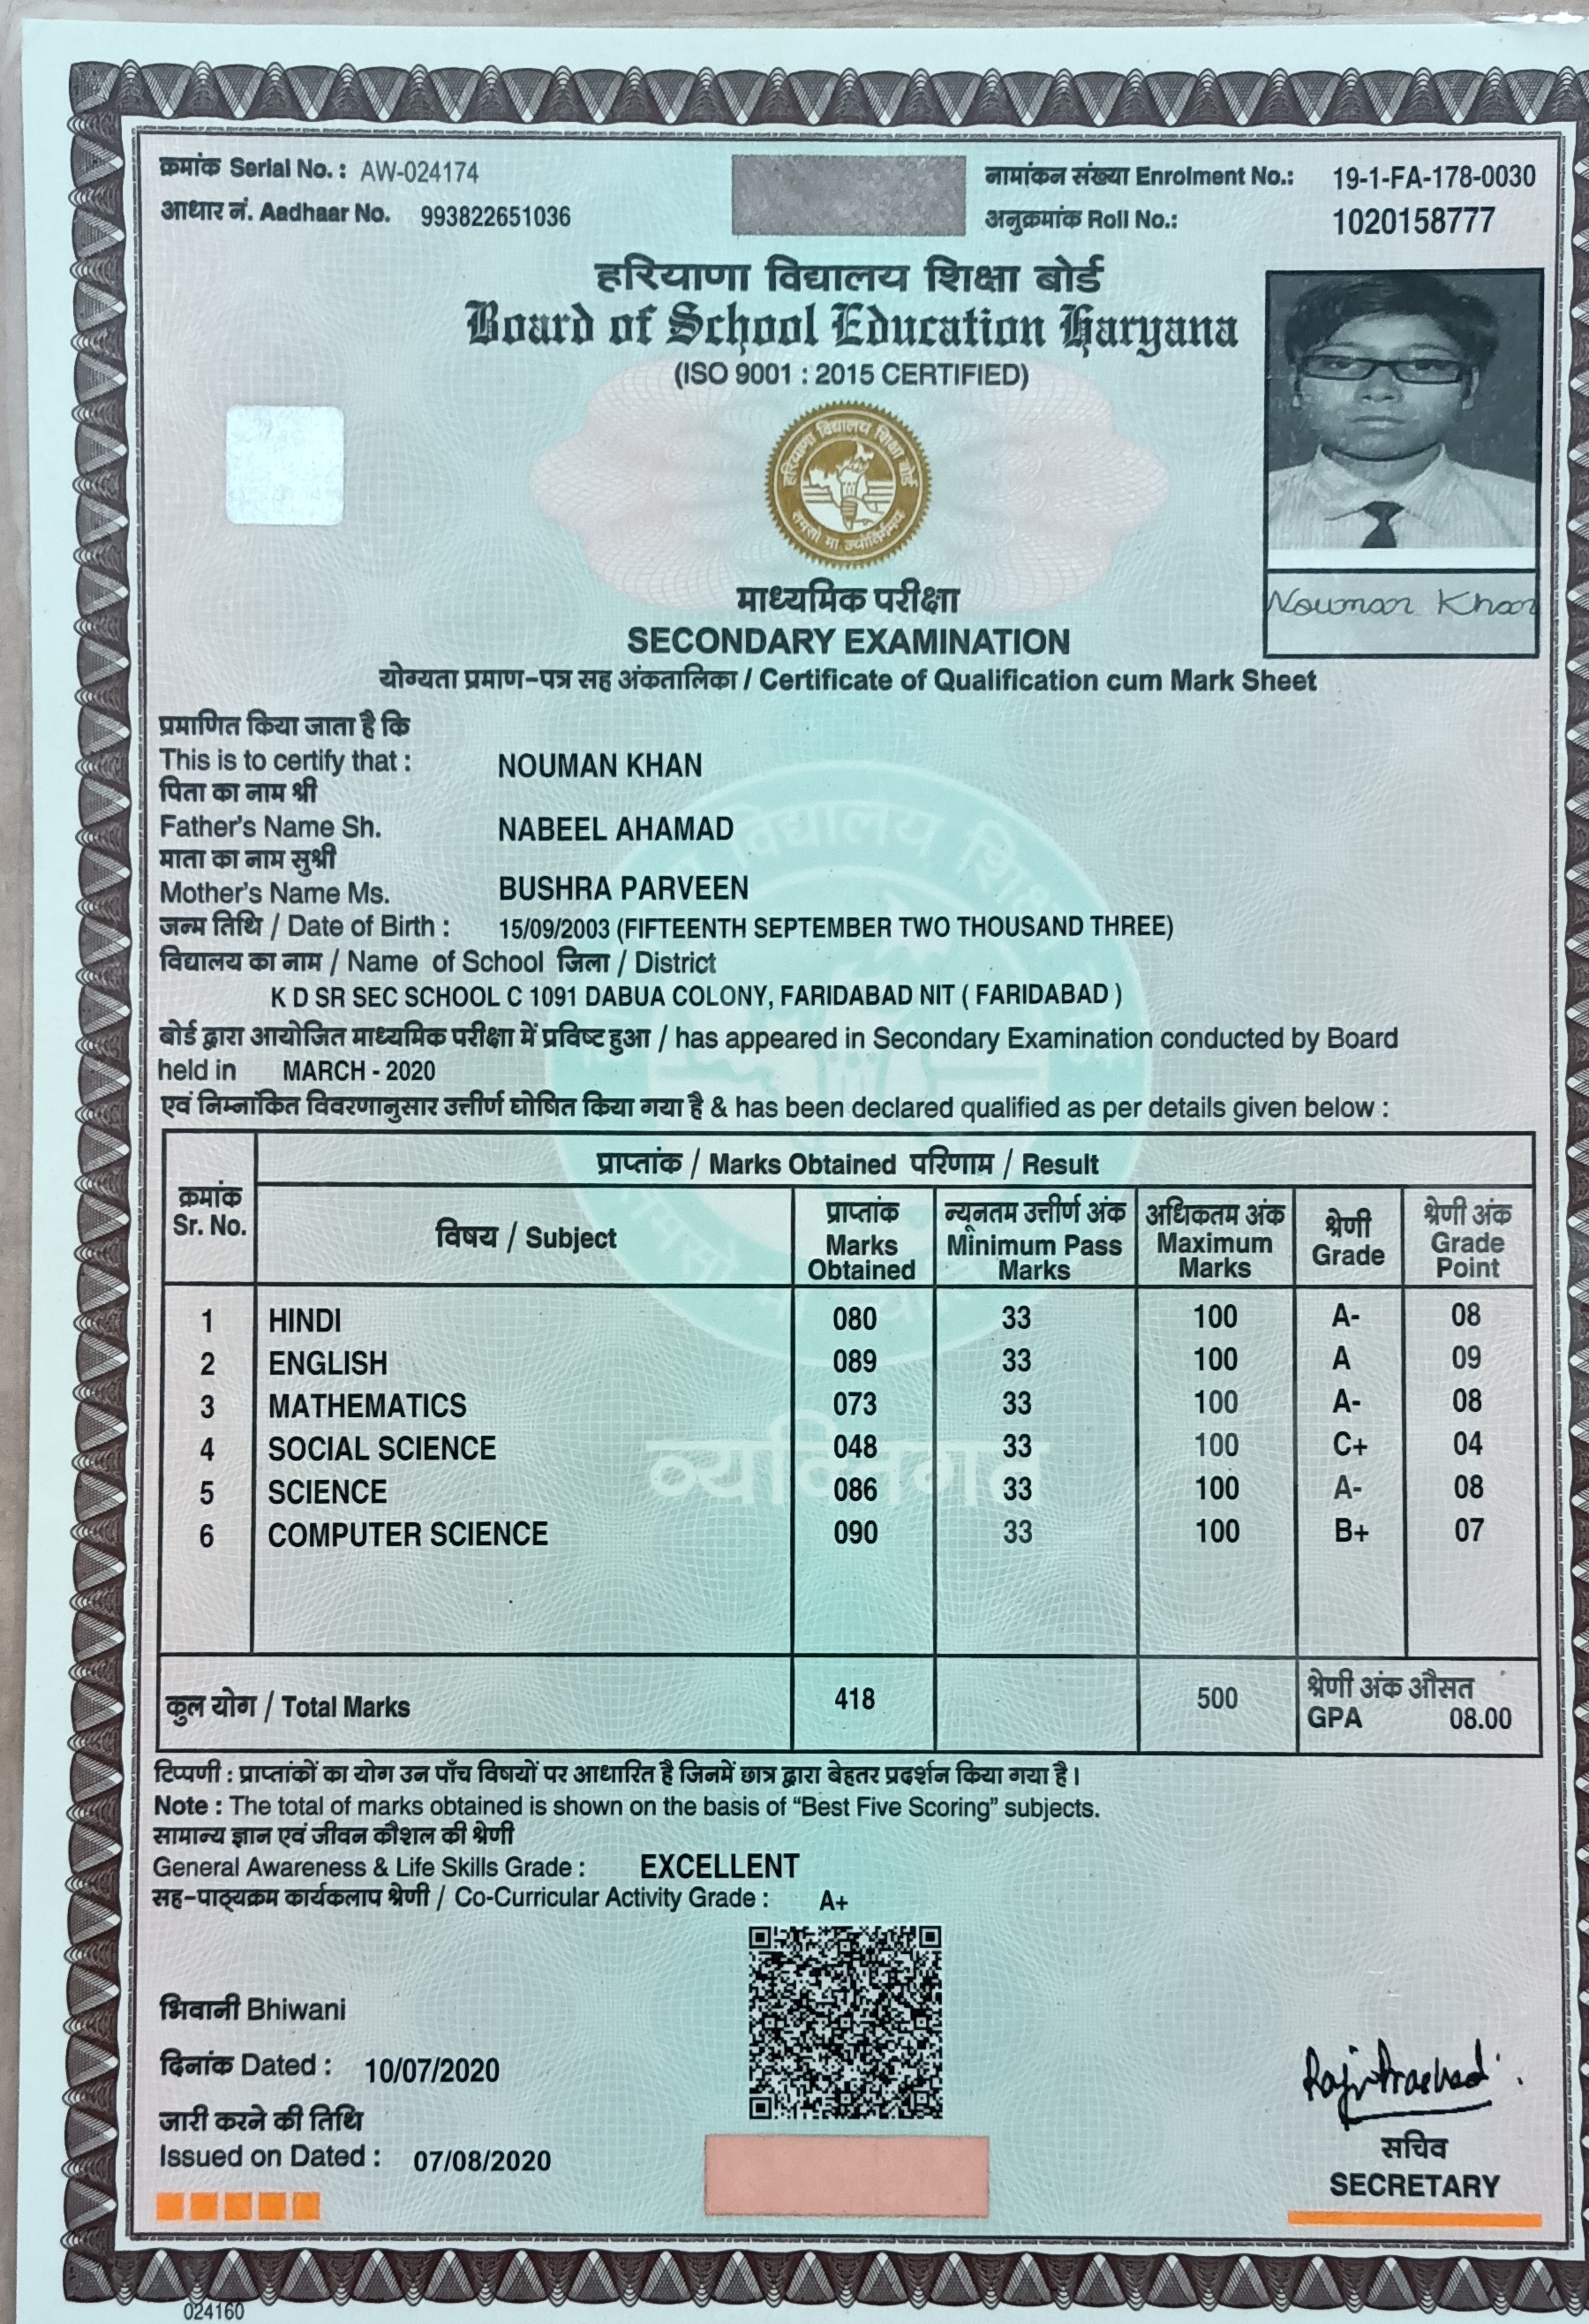 क्रमांक Serial No. : AW-024174
नामांकन संख्या Enrolment No.: 19-1-FA-178-0030
आधार नं. Aadhaar No. 993822651036
अनुक्रमांक Roll No.: 1020158777
हरियाणा विद्यालय शिक्षा बोर्ड
Board of School Education Haryana
(ISO 9001 : 2015 CERTIFIED)
हरियाणा विद्यालय शिक्षा बोर्ड
तमसो मा ज्योतिर्गमय
Nouman Khan
माध्यमिक परीक्षा
SECONDARY EXAMINATION
योग्यता प्रमाण-पत्र सह अंकतालिका / Certificate of Qualification cum Mark Sheet
प्रमाणित किया जाता है कि
This is to certify that : NOUMAN KHAN
पिता का नाम श्री
Father's Name Sh. NABEEL AHAMAD
माता का नाम सुश्री
Mother's Name Ms. BUSHRA PARVEEN
जन्म तिथि / Date of Birth : 15/09/2003 (FIFTEENTH SEPTEMBER TWO THOUSAND THREE)
विद्यालय का नाम / Name of School जिला / District
K D SR SEC SCHOOL C 1091 DABUA COLONY, FARIDABAD NIT ( FARIDABAD )
बोर्ड द्वारा आयोजित माध्यमिक परीक्षा में प्रविष्ट हुआ / has appeared in Secondary Examination conducted by Board
held in MARCH - 2020
एवं निम्नांकित विवरणानुसार उत्तीर्ण घोषित किया गया है & has been declared qualified as per details given below :
क्रमांक Sr. No.
प्राप्तांक / Marks Obtained परिणाम / Result
विषय / Subject
प्राप्तांक Marks Obtained
न्यूनतम उत्तीर्ण अंक Minimum Pass Marks
अधिकतम अंक Maximum Marks
श्रेणी Grade
श्रेणी अंक Grade Point
1 HINDI 080 33 100 A- 08
2 ENGLISH 089 33 100 A 09
3 MATHEMATICS 073 33 100 A- 08
4 SOCIAL SCIENCE 048 33 100 C+ 04
5 SCIENCE 086 33 100 A- 08
6 COMPUTER SCIENCE 090 33 100 B+ 07
व्यक्तिगत
कुल योग / Total Marks 418 500
श्रेणी अंक औसत
GPA 08.00
टिप्पणी : प्राप्तांकों का योग उन पाँच विषयों पर आधारित है जिनमें छात्र द्वारा बेहतर प्रदर्शन किया गया है।
Note : The total of marks obtained is shown on the basis of “Best Five Scoring” subjects.
सामान्य ज्ञान एवं जीवन कौशल की श्रेणी
General Awareness & Life Skills Grade : EXCELLENT
सह-पाठ्यक्रम कार्यकलाप श्रेणी / Co-Curricular Activity Grade : A+
भिवानी Bhiwani
दिनांक Dated : 10/07/2020
जारी करने की तिथि
Issued on Dated : 07/08/2020
सचिव
SECRETARY
024160